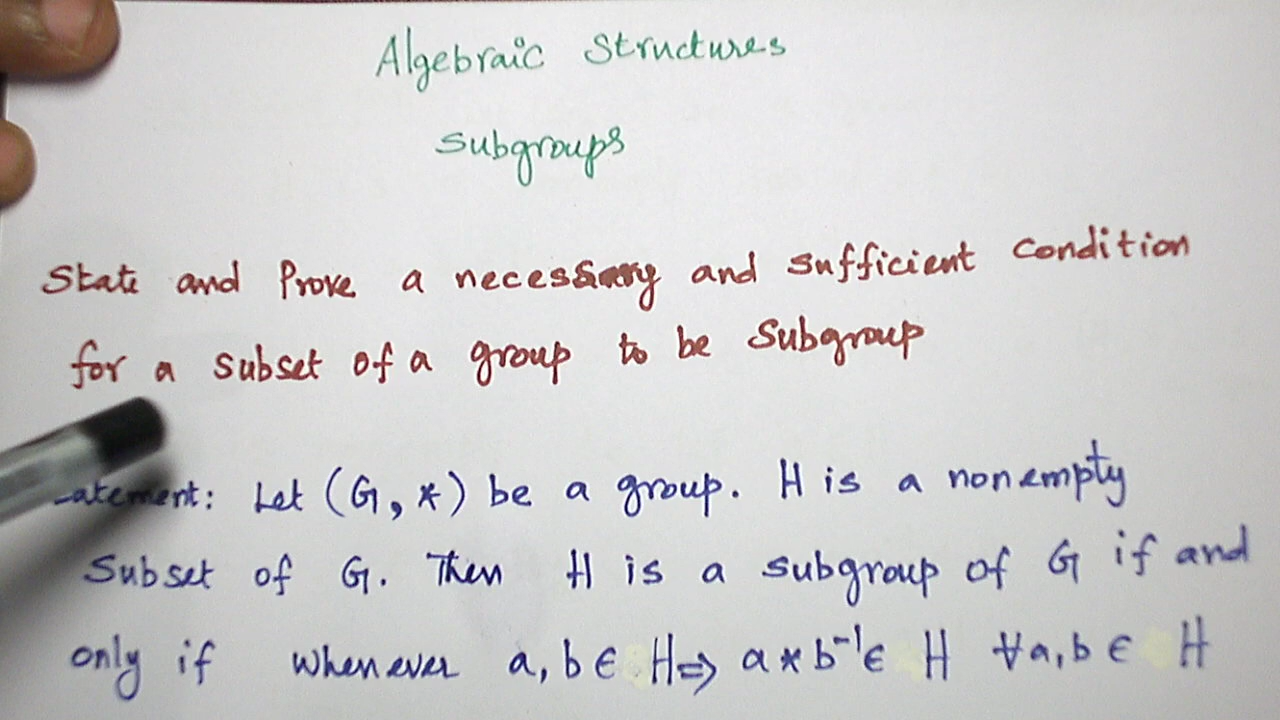 Algebraic Structures
Subgroups
State and Prove a necessary and sufficient condition
for a subset of a group to be Subgroup
Let (G, *) be a group. H is a nonempty
Subset of G. Then H is a subgroup of G if and
only if whenever a, b ∈ H ⇒ a * b⁻¹ ∈ H ∀ a, b ∈ H